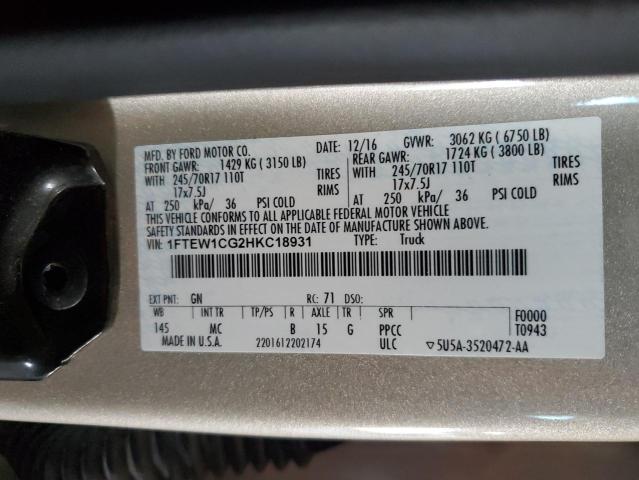 MFD. BY FORD MOTOR CO. DATE: 12/16 GVWR: 3062 KG ( 6750 LB)
FRONT GAWR: 1429 KG ( 3150 LB) REAR GAWR: 1724 KG ( 3800 LB)
WITH 245/70R17 110T TIRES WITH 245/70R17 110T TIRES
17x7.5J RIMS 17x7.5J RIMS
AT 250 kPa/ 36 PSI COLD AT 250 kPa/ 36 PSI COLD
THIS VEHICLE CONFORMS TO ALL APPLICABLE FEDERAL MOTOR VEHICLE
SAFETY STANDARDS IN EFFECT ON THE DATE OF MANUFACTURE SHOWN ABOVE.
VIN: 1FTEW1CG2HKC18931 TYPE: Truck
EXT PNT: GN RC: 71 DSO:
WB INT TR TP/PS R AXLE TR SPR F0000
145 MC B 15 G PPCC T0943
MADE IN U.S.A. 2201612202174 ULC ▽5U5A-3520472-AA